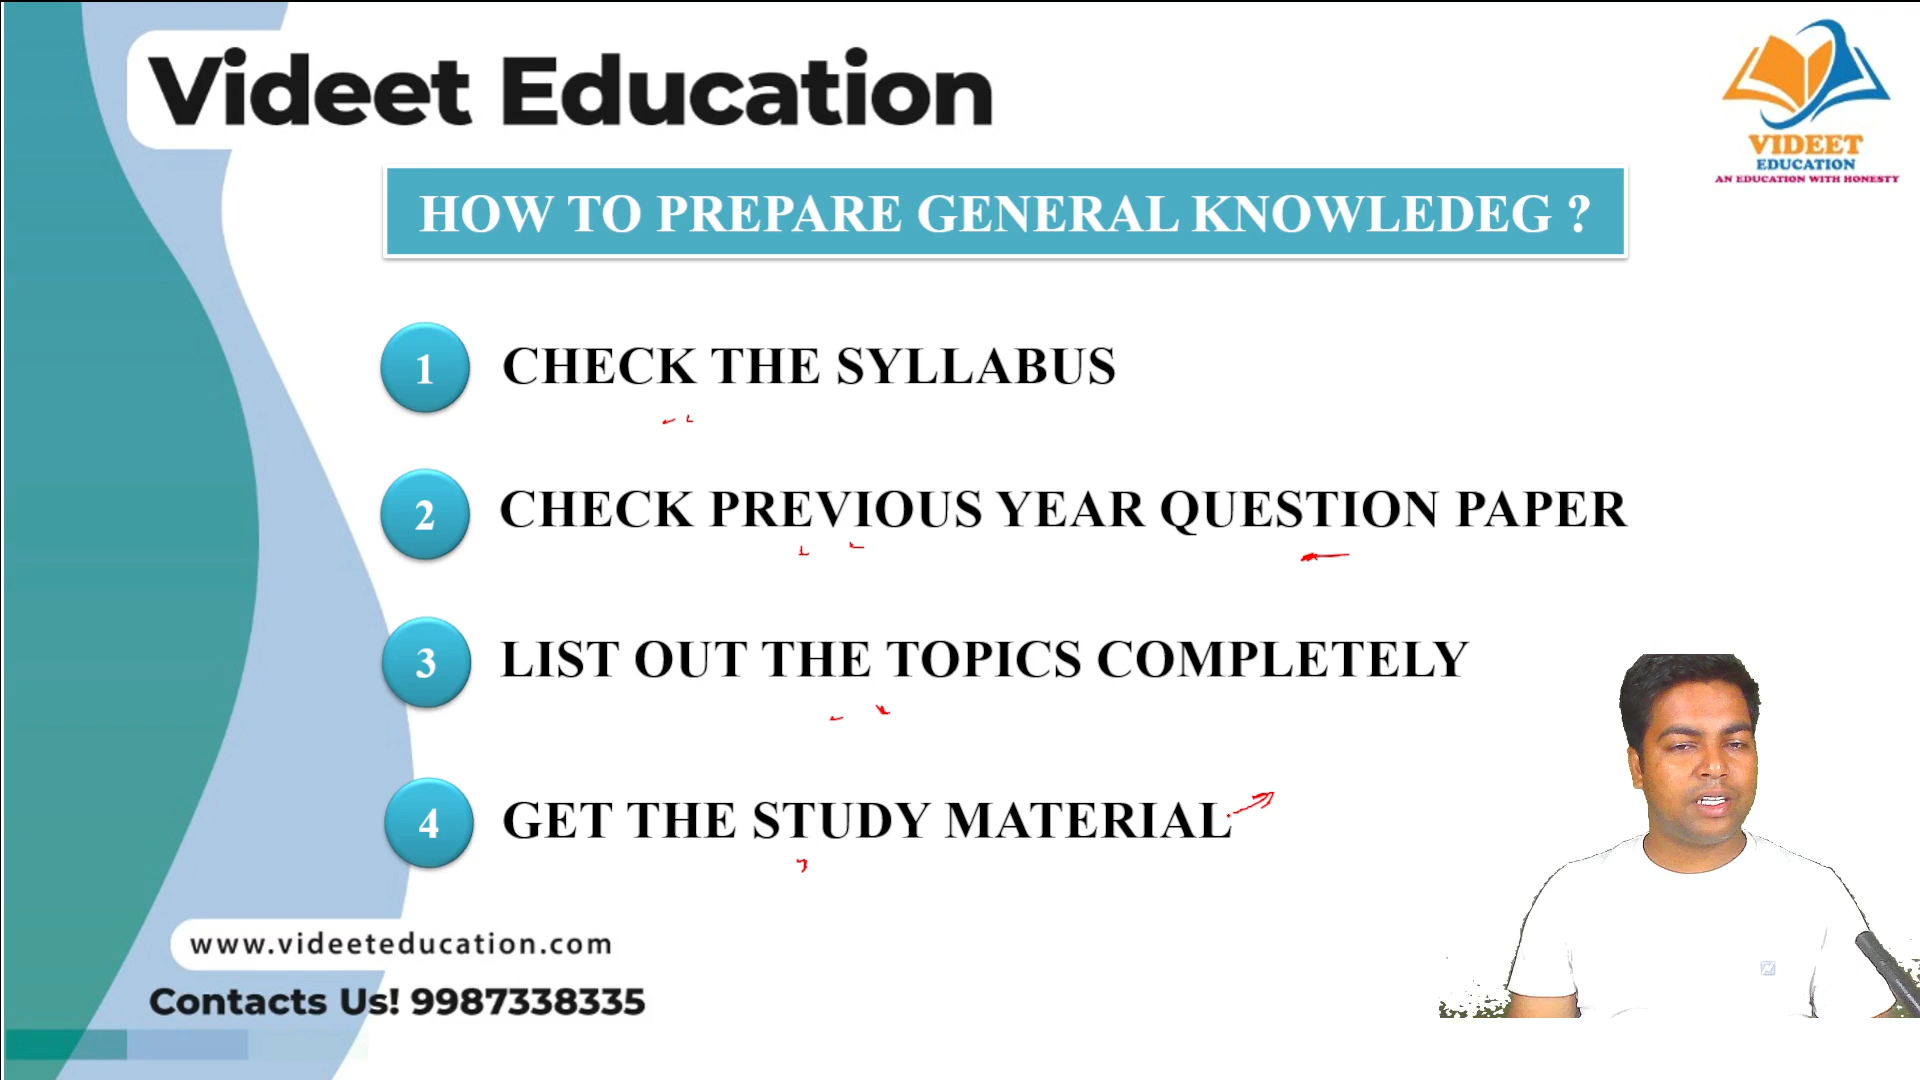 Videet Education
VIDEET
EDUCATION
AN EDUCATION WITH HONESTY
HOW TO PREPARE GENERAL KNOWLEDEG ?
1 CHECK THE SYLLABUS
2 CHECK PREVIOUS YEAR QUESTION PAPER
3 LIST OUT THE TOPICS COMPLETELY
4 GET THE STUDY MATERIAL
www.videeteducation.com
Contacts Us! 9987338335